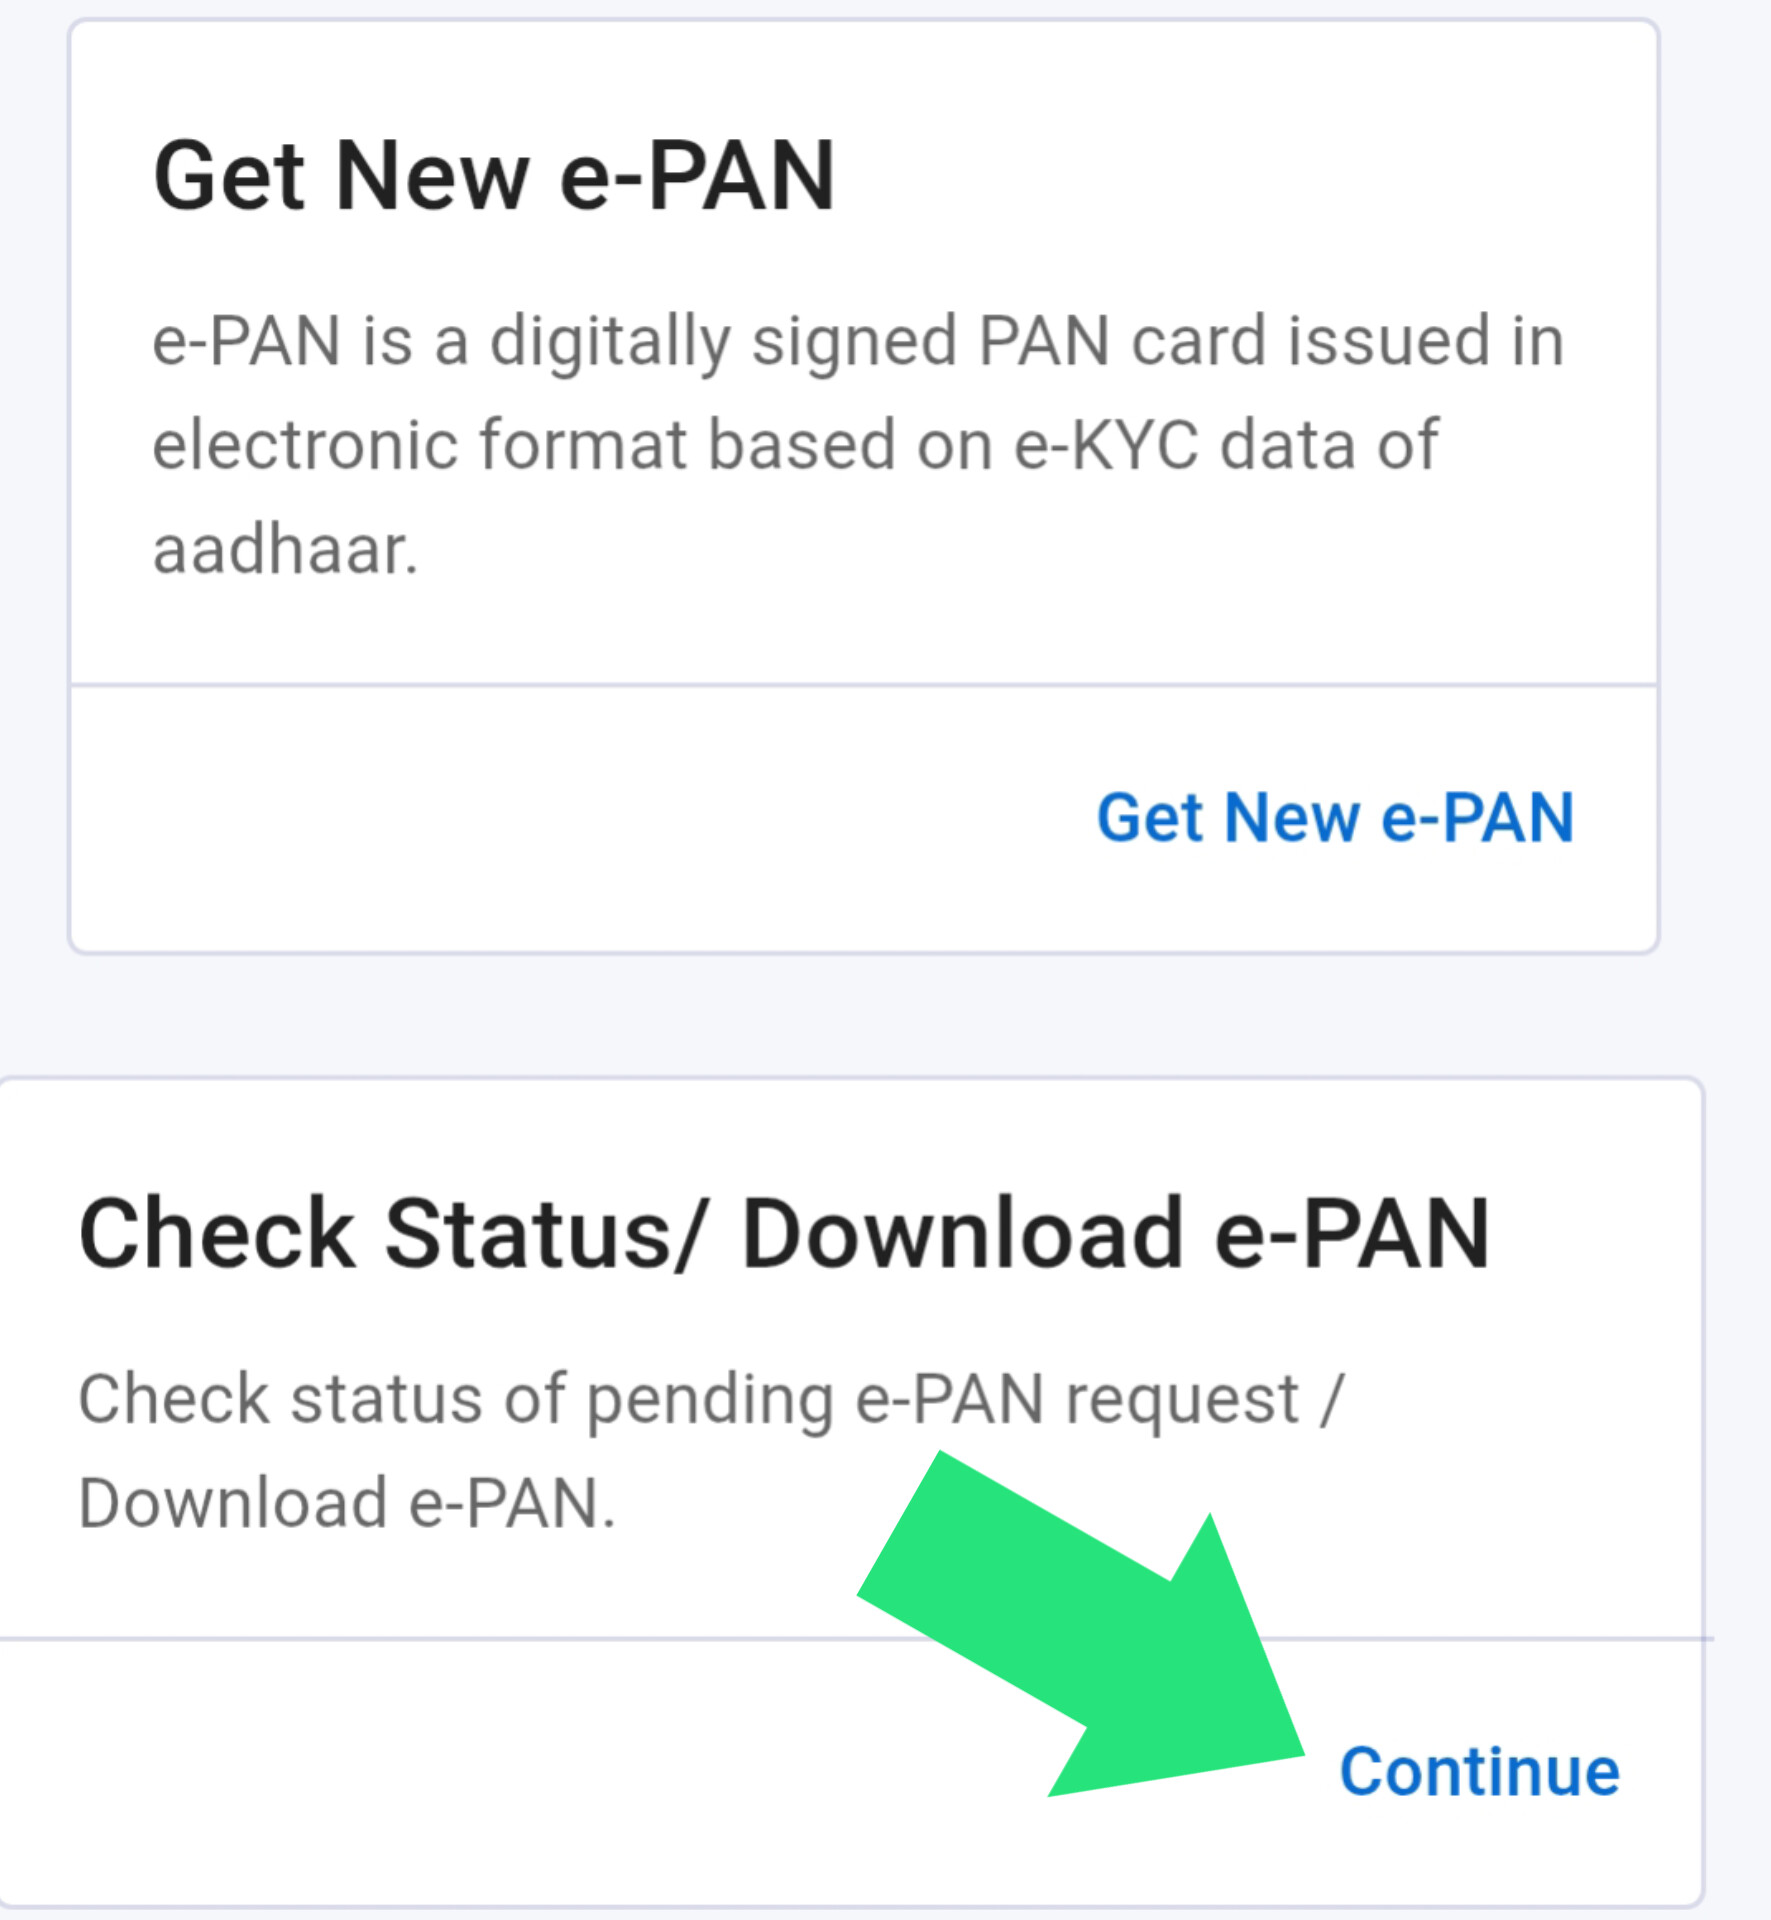 Get New e-PAN
e-PAN is a digitally signed PAN card issued in
electronic format based on e-KYC data of
aadhaar.
Get New e-PAN
Check Status/ Download e-PAN
Check status of pending e-PAN request /
Download e-PAN.
Continue